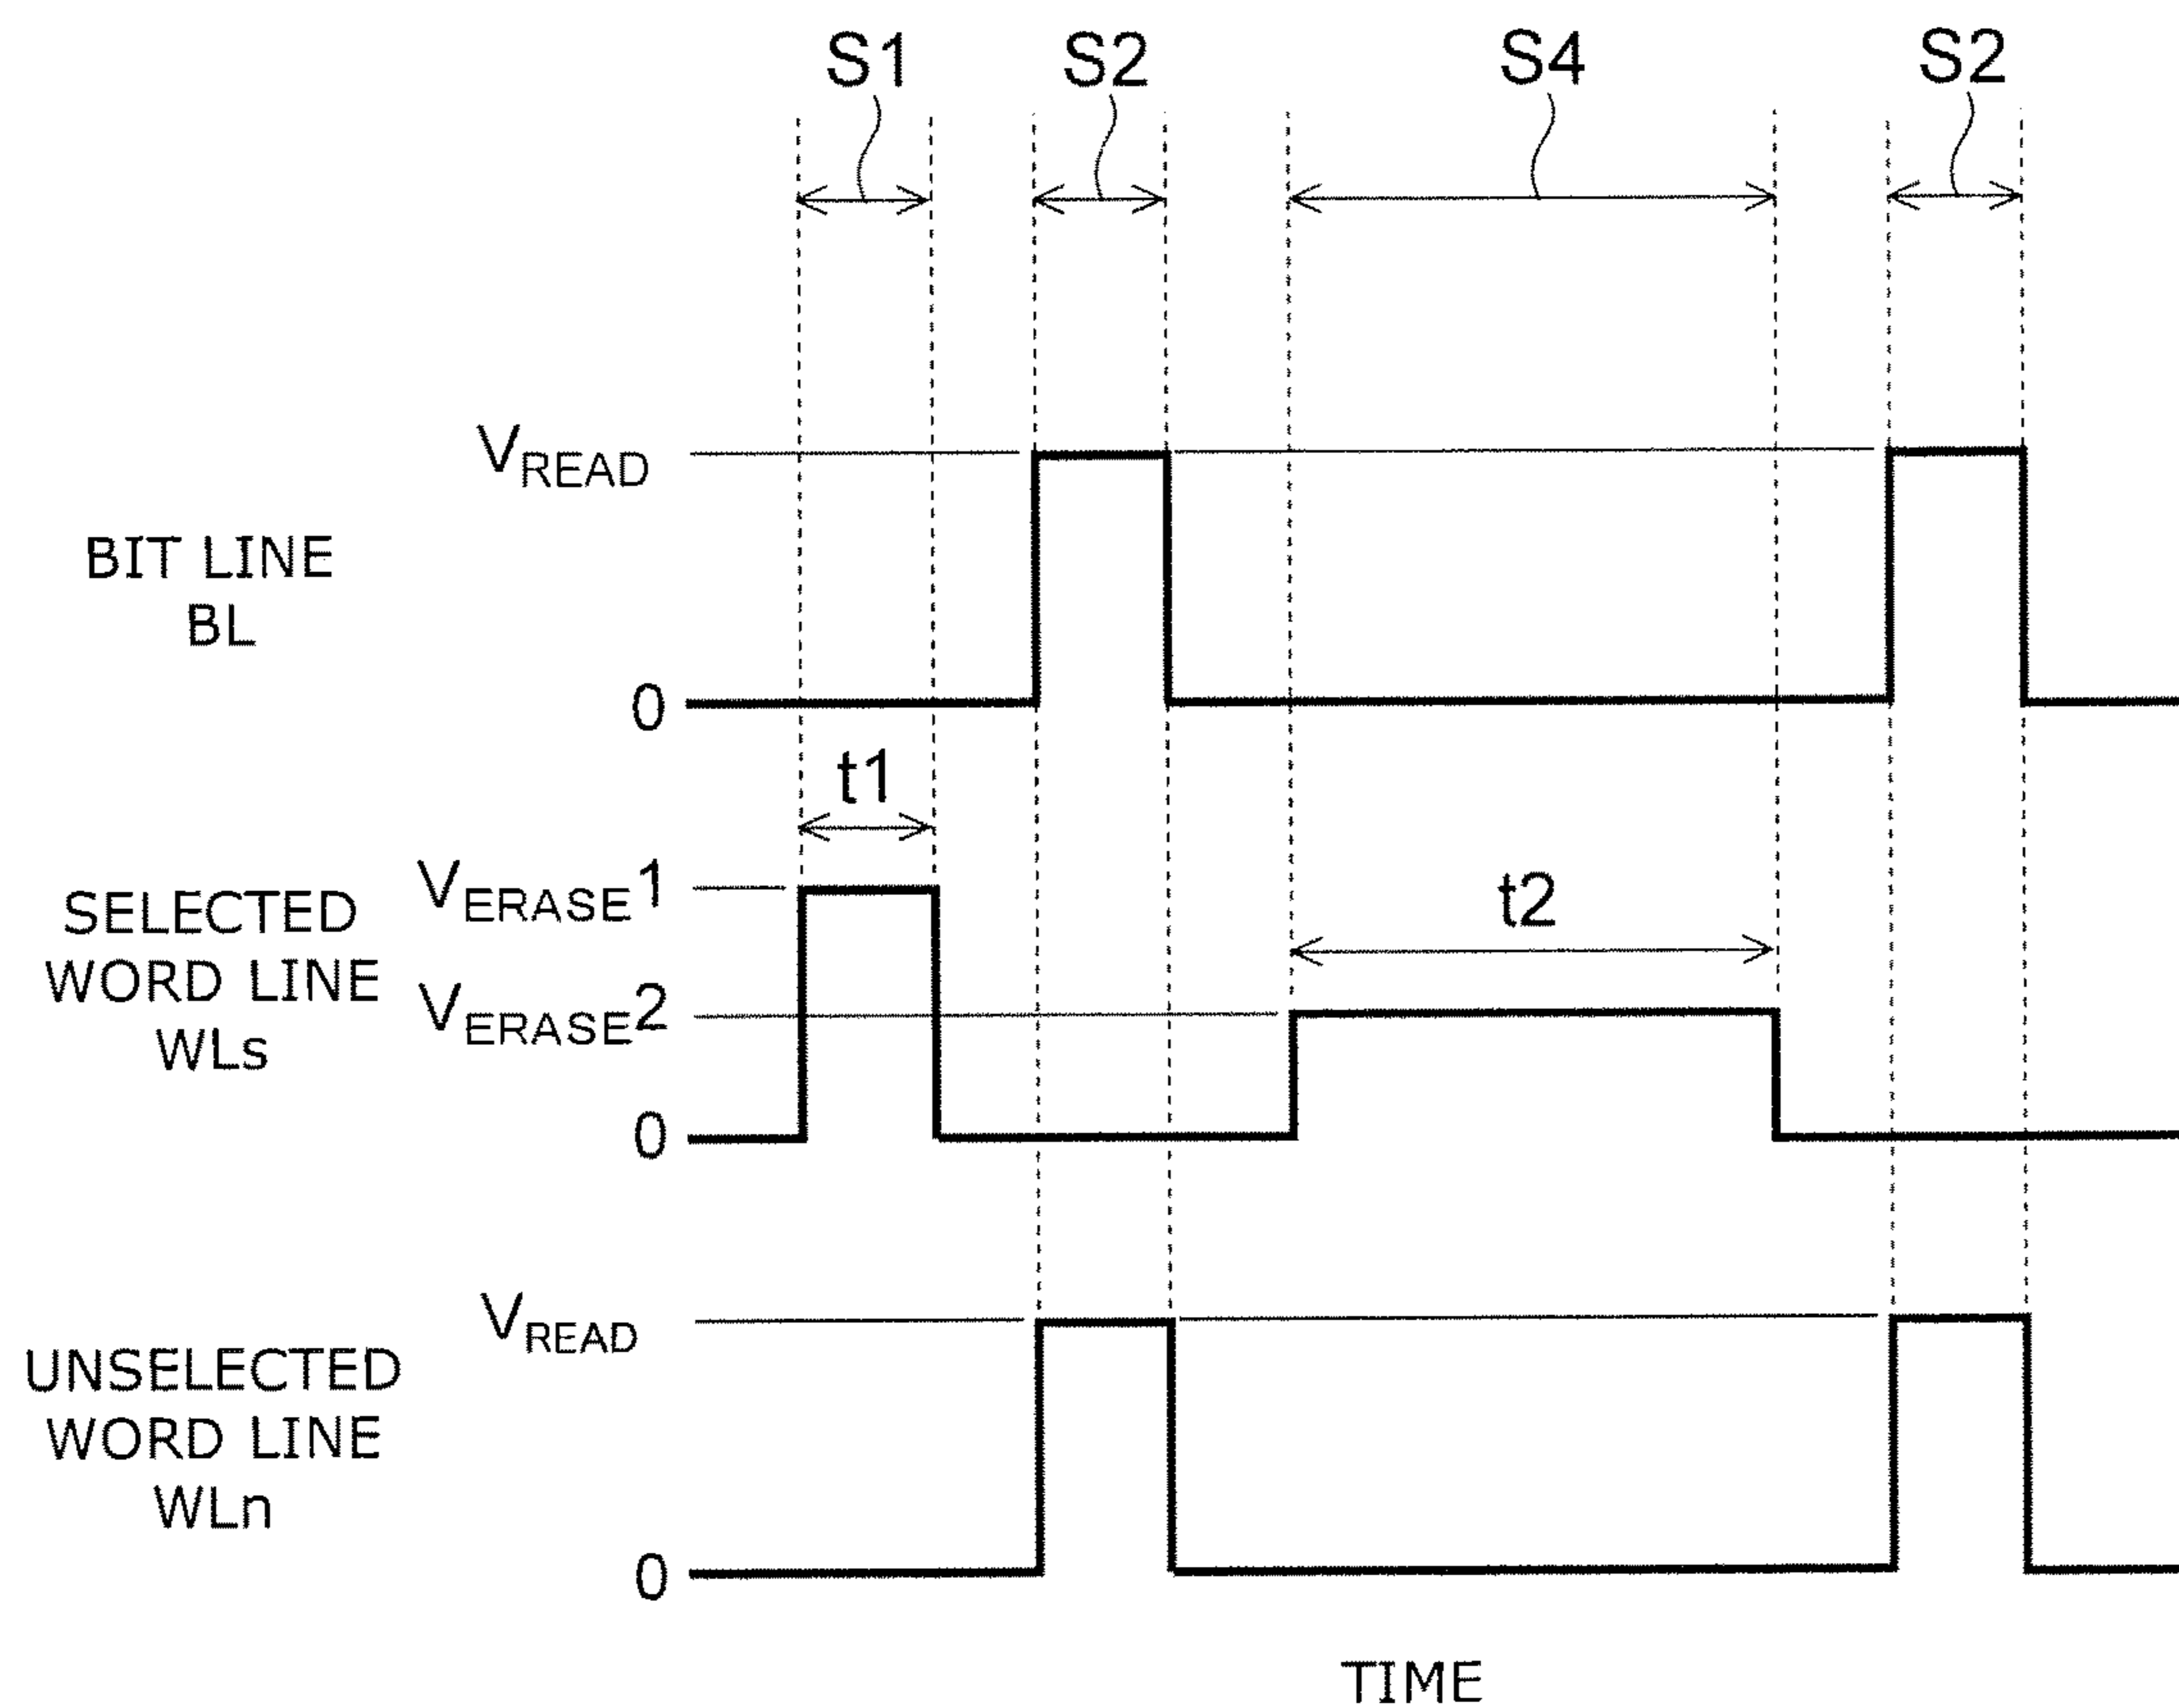 S1
S2
S4
S2
VREAD
BIT LINE
BL
0
t1
VERASE1
t2
SELECTED
WORD LINE
WLs
VERASE2
0
VREAD
UNSELECTED
WORD LINE
WLn
0
TIME